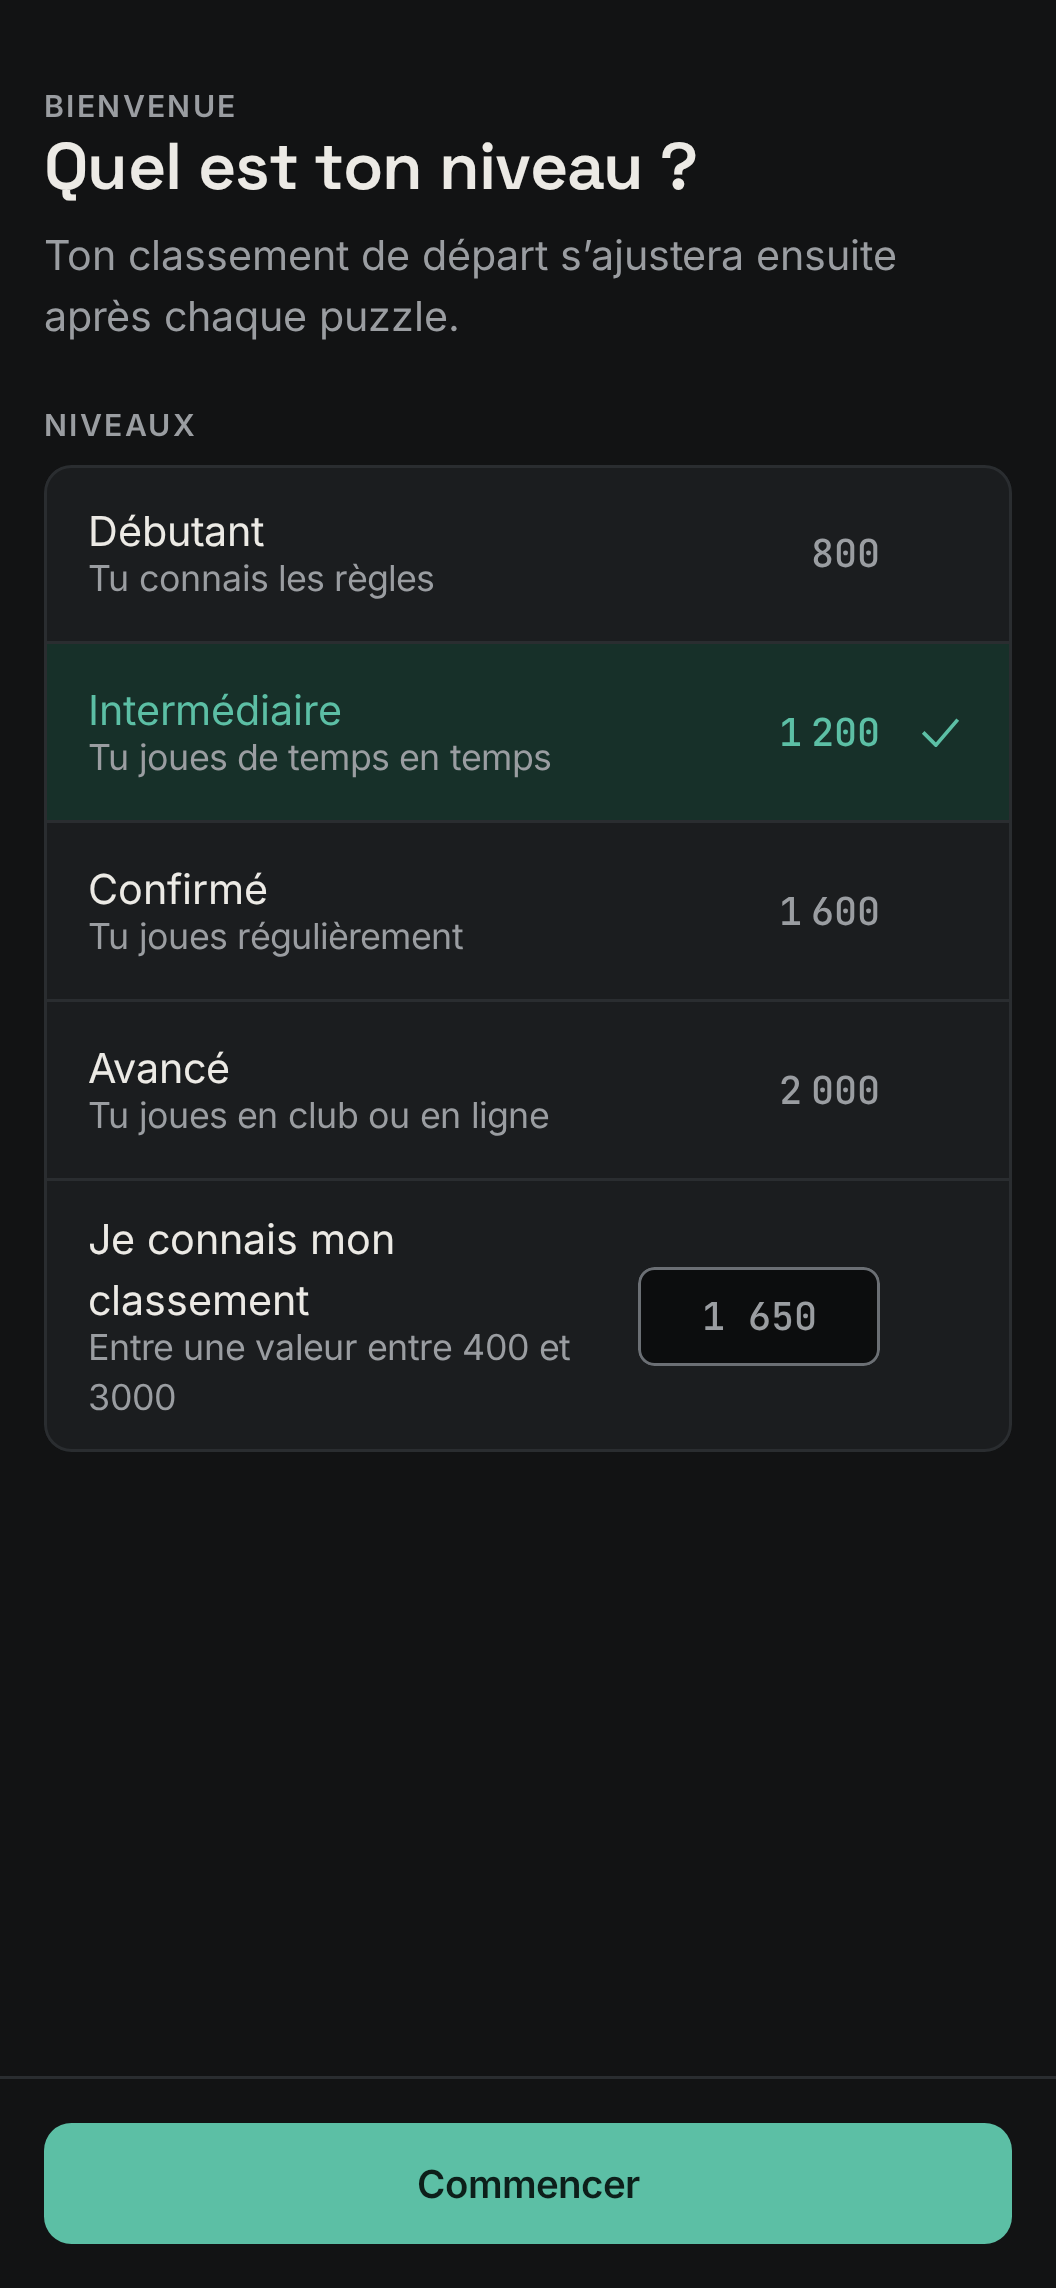 BIENVENUE
Quel est ton niveau ?
Ton classement de départ s’ajustera ensuite
après chaque puzzle.
NIVEAUX
Débutant
Tu connais les règles
800
Intermédiaire
Tu joues de temps en temps
1 200
Confirmé
Tu joues régulièrement
1 600
Avancé
Tu joues en club ou en ligne
2 000
Je connais mon
classement
Entre une valeur entre 400 et
3000
1 650
Commencer